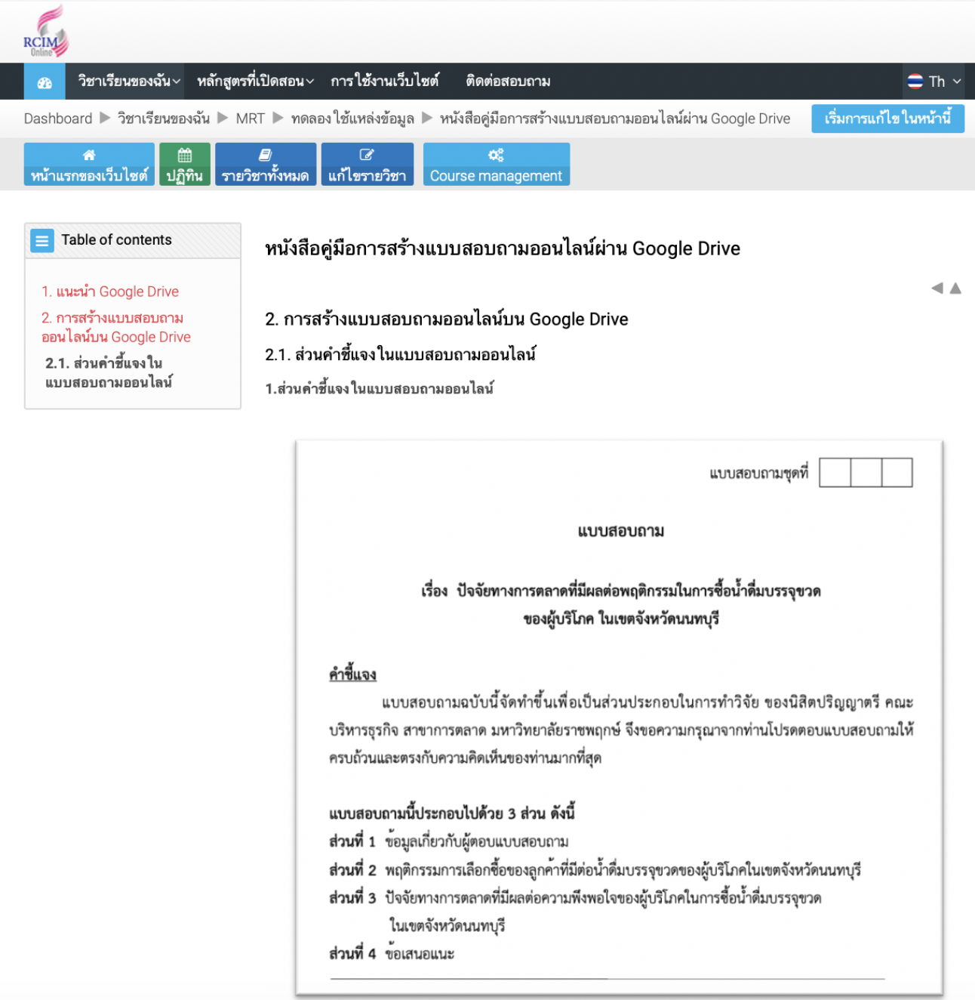 RCIM
Online
วิชาเรียนของฉัน หลักสูตรที่เปิดสอน การใช้งานเว็บไซต์ ติดต่อสอบถาม Th
Dashboard ▶ วิชาเรียนของฉัน ▶ MRT ▶ ทดลองใช้แหล่งข้อมูล ▶ หนังสือคู่มือการสร้างแบบสอบถามออนไลน์ผ่าน Google Drive เริ่มการแก้ไขในหน้านี้
หน้าแรกของเว็บไซต์ ปฏิทิน รายวิชาทั้งหมด แก้ไขรายวิชา Course management
Table of contents
1. แนะนำ Google Drive
2. การสร้างแบบสอบถาม
ออนไลน์บน Google Drive
2.1. ส่วนคำชี้แจงใน
แบบสอบถามออนไลน์
หนังสือคู่มือการสร้างแบบสอบถามออนไลน์ผ่าน Google Drive
2. การสร้างแบบสอบถามออนไลน์บน Google Drive
2.1. ส่วนคำชี้แจงในแบบสอบถามออนไลน์
1.ส่วนคำชี้แจงในแบบสอบถามออนไลน์
แบบสอบถามชุดที่
แบบสอบถาม
เรื่อง ปัจจัยทางการตลาดที่มีผลต่อพฤติกรรมในการซื้อน้ำดื่มบรรจุขวด
ของผู้บริโภค ในเขตจังหวัดนนทบุรี
คำชี้แจง
แบบสอบถามฉบับนี้จัดทำขึ้นเพื่อเป็นส่วนประกอบในการทำวิจัย ของนิสิตปริญญาตรี คณะ
บริหารธุรกิจ สาขาการตลาด มหาวิทยาลัยราชพฤกษ์ จึงขอความกรุณาจากท่านโปรดตอบแบบสอบถามให้
ครบถ้วนและตรงกับความคิดเห็นของท่านมากที่สุด
แบบสอบถามนี้ประกอบไปด้วย 3 ส่วน ดังนี้
ส่วนที่ 1 ข้อมูลเกี่ยวกับผู้ตอบแบบสอบถาม
ส่วนที่ 2 พฤติกรรมการเลือกซื้อของลูกค้าที่มีต่อน้ำดื่มบรรจุขวดของผู้บริโภคในเขตจังหวัดนนทบุรี
ส่วนที่ 3 ปัจจัยทางการตลาดที่มีผลต่อความพึงพอใจของผู้บริโภคในการซื้อน้ำดื่มบรรจุขวด
ในเขตจังหวัดนนทบุรี
ส่วนที่ 4 ข้อเสนอแนะ